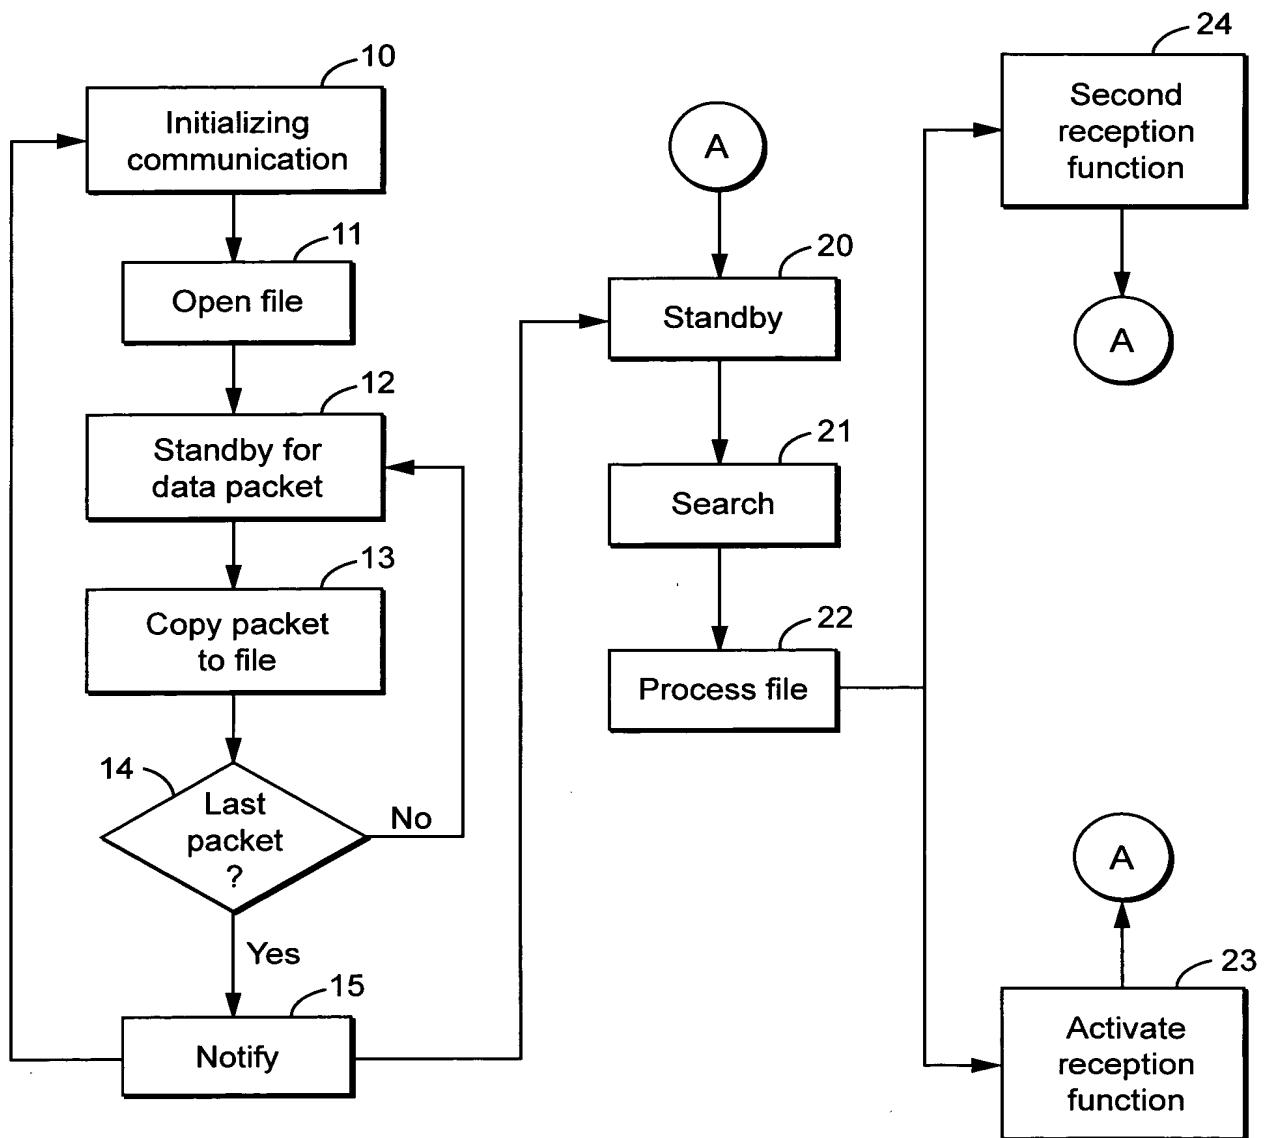 10
Initializing
communication
11
Open file
12
Standby for
data packet
13
Copy packet
to file
14
Last
packet
?
No
Yes
15
Notify
A
20
Standby
21
Search
22
Process file
24
Second
reception
function
A
A
23
Activate
reception
function